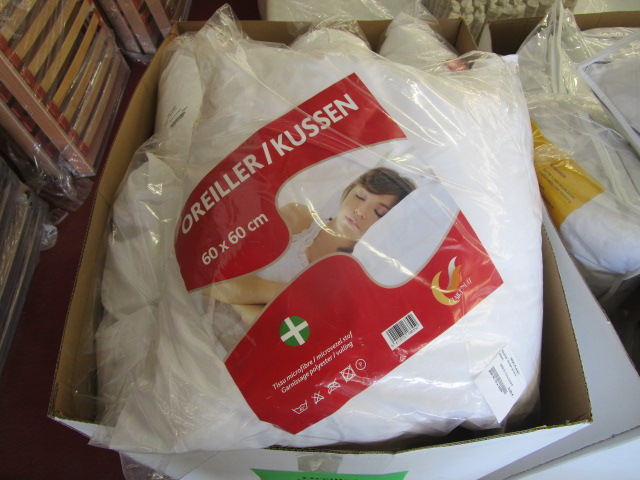 OREILLER/KUSSEN
60 x 60 cm
Tissu microfibre / microvezel stof
Garnissage polyester / vulling